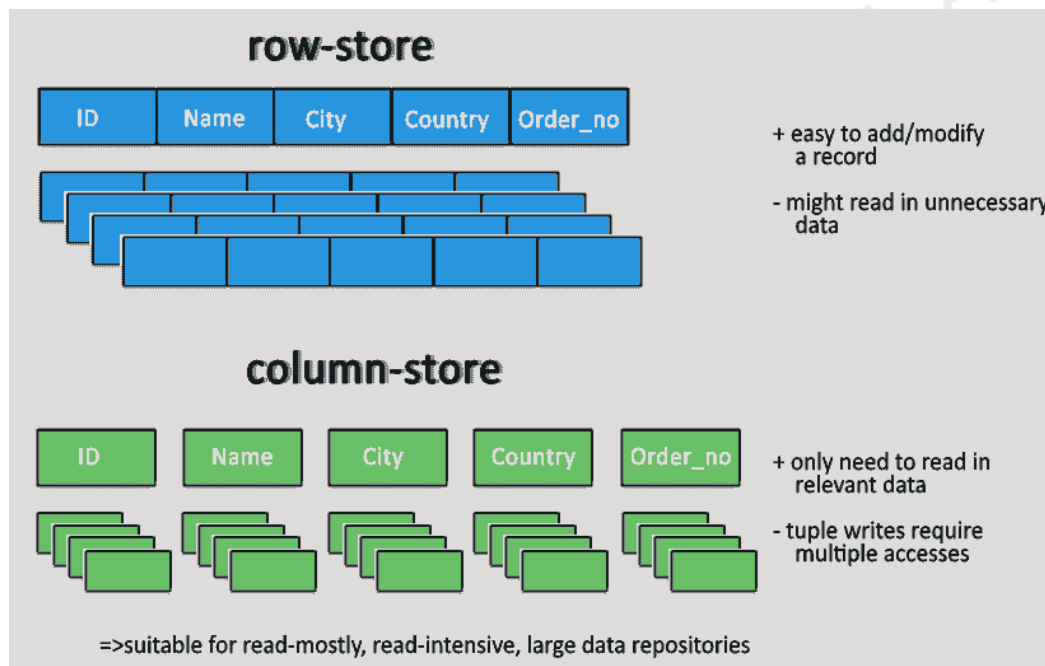 row-store
ID Name City Country Order_no
+ easy to add/modify
a record
- might read in unnecessary
data
column-store
ID Name City Country Order_no
+ only need to read in
relevant data
- tuple writes require
multiple accesses
=>suitable for read-mostly, read-intensive, large data repositories